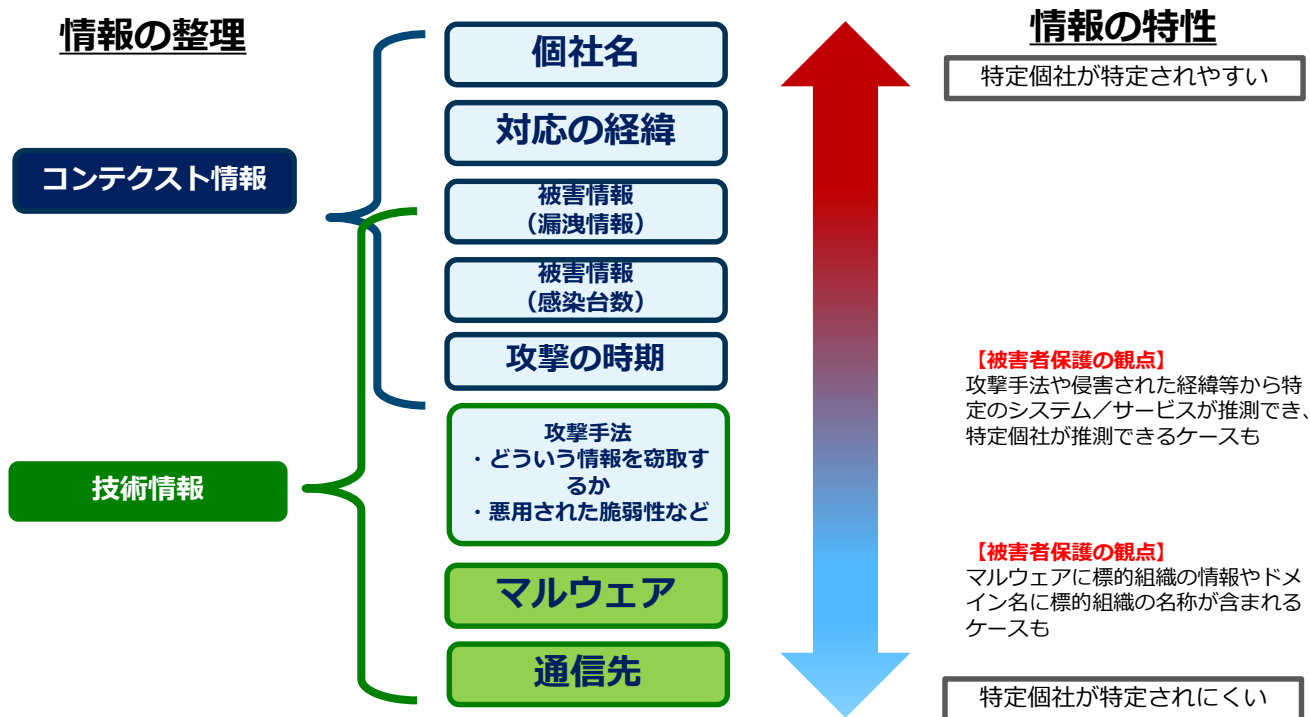 情報の整理
コンテクスト情報
技術情報
個社名
対応の経緯
被害情報
（漏洩情報）
被害情報
（感染台数）
攻撃の時期
攻撃手法
・どういう情報を窃取す
るか
・悪用された脆弱性など
マルウェア
通信先
情報の特性
特定個社が特定されやすい
【被害者保護の観点】
攻撃手法や侵害された経緯等から特
定のシステム／サービスが推測でき、
特定個社が推測できるケースも
【被害者保護の観点】
マルウェアに標的組織の情報やドメ
イン名に標的組織の名称が含まれる
ケースも
特定個社が特定されにくい